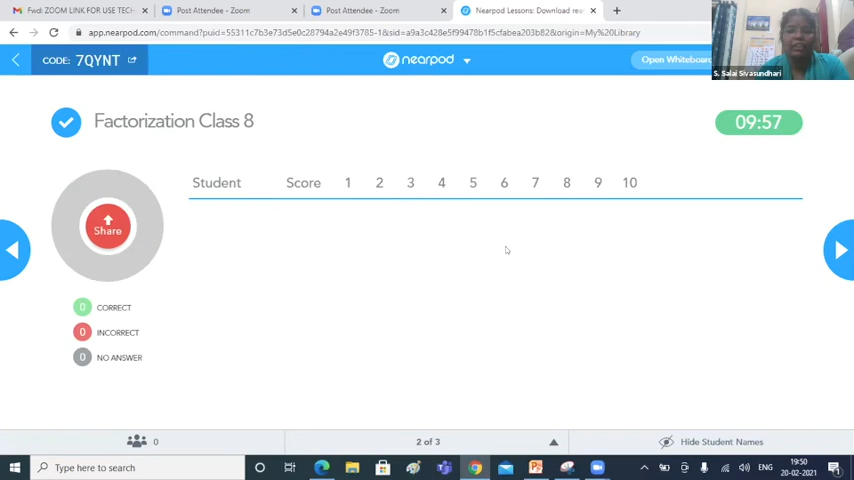 Fwd: ZOOM LINK FOR USE TECH-
Post Attendee - Zoom
Post Attendee - Zoom
Nearpod Lessons: Download rea
app.nearpod.com/command?puid=55311c7b3e73d5e0c28794a2e49f3785-1&sid=a9a3c428e5f99478b1f5cfabea203b82&origin=My%20Library
CODE: 7QYNT
nearpod
Open Whiteboard
S. Salai Sivasundhari
Factorization Class 8
09:57
Student Score 1 2 3 4 5 6 7 8 9 10
Share
0 CORRECT
0 INCORRECT
0 NO ANSWER
0
2 of 3
Hide Student Names
Type here to search
ENG
19:50
20-02-2021